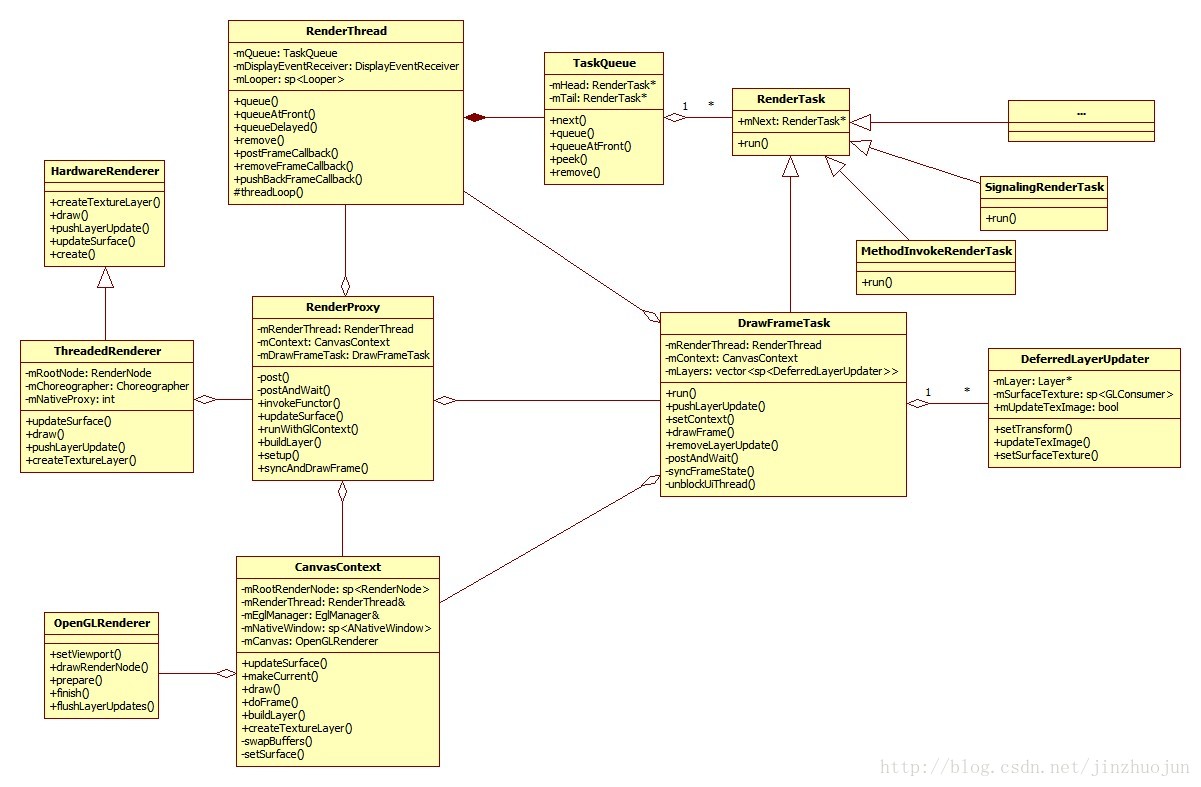 RenderThread
-mQueue: TaskQueue
-mDisplayEventReceiver: DisplayEventReceiver
-mLooper: sp<Looper>
+queue()
+queueAtFront()
+queueDelayed()
+remove()
+postFrameCallback()
+removeFrameCallback()
+pushBackFrameCallback()
#threadLoop()
TaskQueue
-mHead: RenderTask*
-mTail: RenderTask*
+next()
+queue()
+queueAtFront()
+peek()
+remove()
1
*
RenderTask
+mNext: RenderTask*
+run()
...
SignalingRenderTask
+run()
MethodInvokeRenderTask
+run()
HardwareRenderer
+createTextureLayer()
+draw()
+pushLayerUpdate()
+updateSurface()
+create()
ThreadedRenderer
-mRootNode: RenderNode
-mChoreographer: Choreographer
-mNativeProxy: int
+updateSurface()
+draw()
+pushLayerUpdate()
+createTextureLayer()
RenderProxy
-mRenderThread: RenderThread
-mContext: CanvasContext
-mDrawFrameTask: DrawFrameTask
-post()
-postAndWait()
+invokeFunctor()
+updateSurface()
+runWithGlContext()
+buildLayer()
+setup()
+syncAndDrawFrame()
DrawFrameTask
-mRenderThread: RenderThread
-mContext: CanvasContext
-mLayers: vector<sp<DeferredLayerUpdater>>
+run()
+pushLayerUpdate()
+setContext()
+drawFrame()
+removeLayerUpdate()
-postAndWait()
-syncFrameState()
-unblockUiThread()
1
*
DeferredLayerUpdater
-mLayer: Layer*
-mSurfaceTexture: sp<GLConsumer>
+mUpdateTexImage: bool
+setTransform()
+updateTexImage()
+setSurfaceTexture()
CanvasContext
-mRootRenderNode: sp<RenderNode>
-mRenderThread: RenderThread&
-mEglManager: EglManager&
-mNativeWindow: sp<ANativeWindow>
-mCanvas: OpenGLRenderer
+updateSurface()
+makeCurrent()
+draw()
+doFrame()
+buildLayer()
+createTextureLayer()
-swapBuffers()
-setSurface()
OpenGLRenderer
+setViewport()
+drawRenderNode()
+prepare()
+finish()
+flushLayerUpdates()
http://blog.csdn.net/jinzhuojun